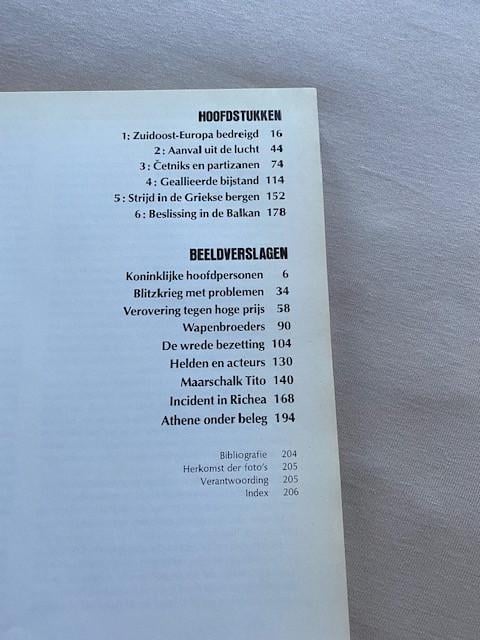 HOOFDSTUKKEN
1: Zuidoost-Europa bedreigd 16
2: Aanval uit de lucht 44
3: Četniks en partizanen 74
4: Geallieerde bijstand 114
5: Strijd in de Griekse bergen 152
6: Beslissing in de Balkan 178
BEELDVERSLAGEN
Koninklijke hoofdpersonen 6
Blitzkrieg met problemen 34
Verovering tegen hoge prijs 58
Wapenbroeders 90
De wrede bezetting 104
Helden en acteurs 130
Maarschalk Tito 140
Incident in Richea 168
Athene onder beleg 194
Bibliografie 204
Herkomst der foto's 205
Verantwoording 205
Index 206